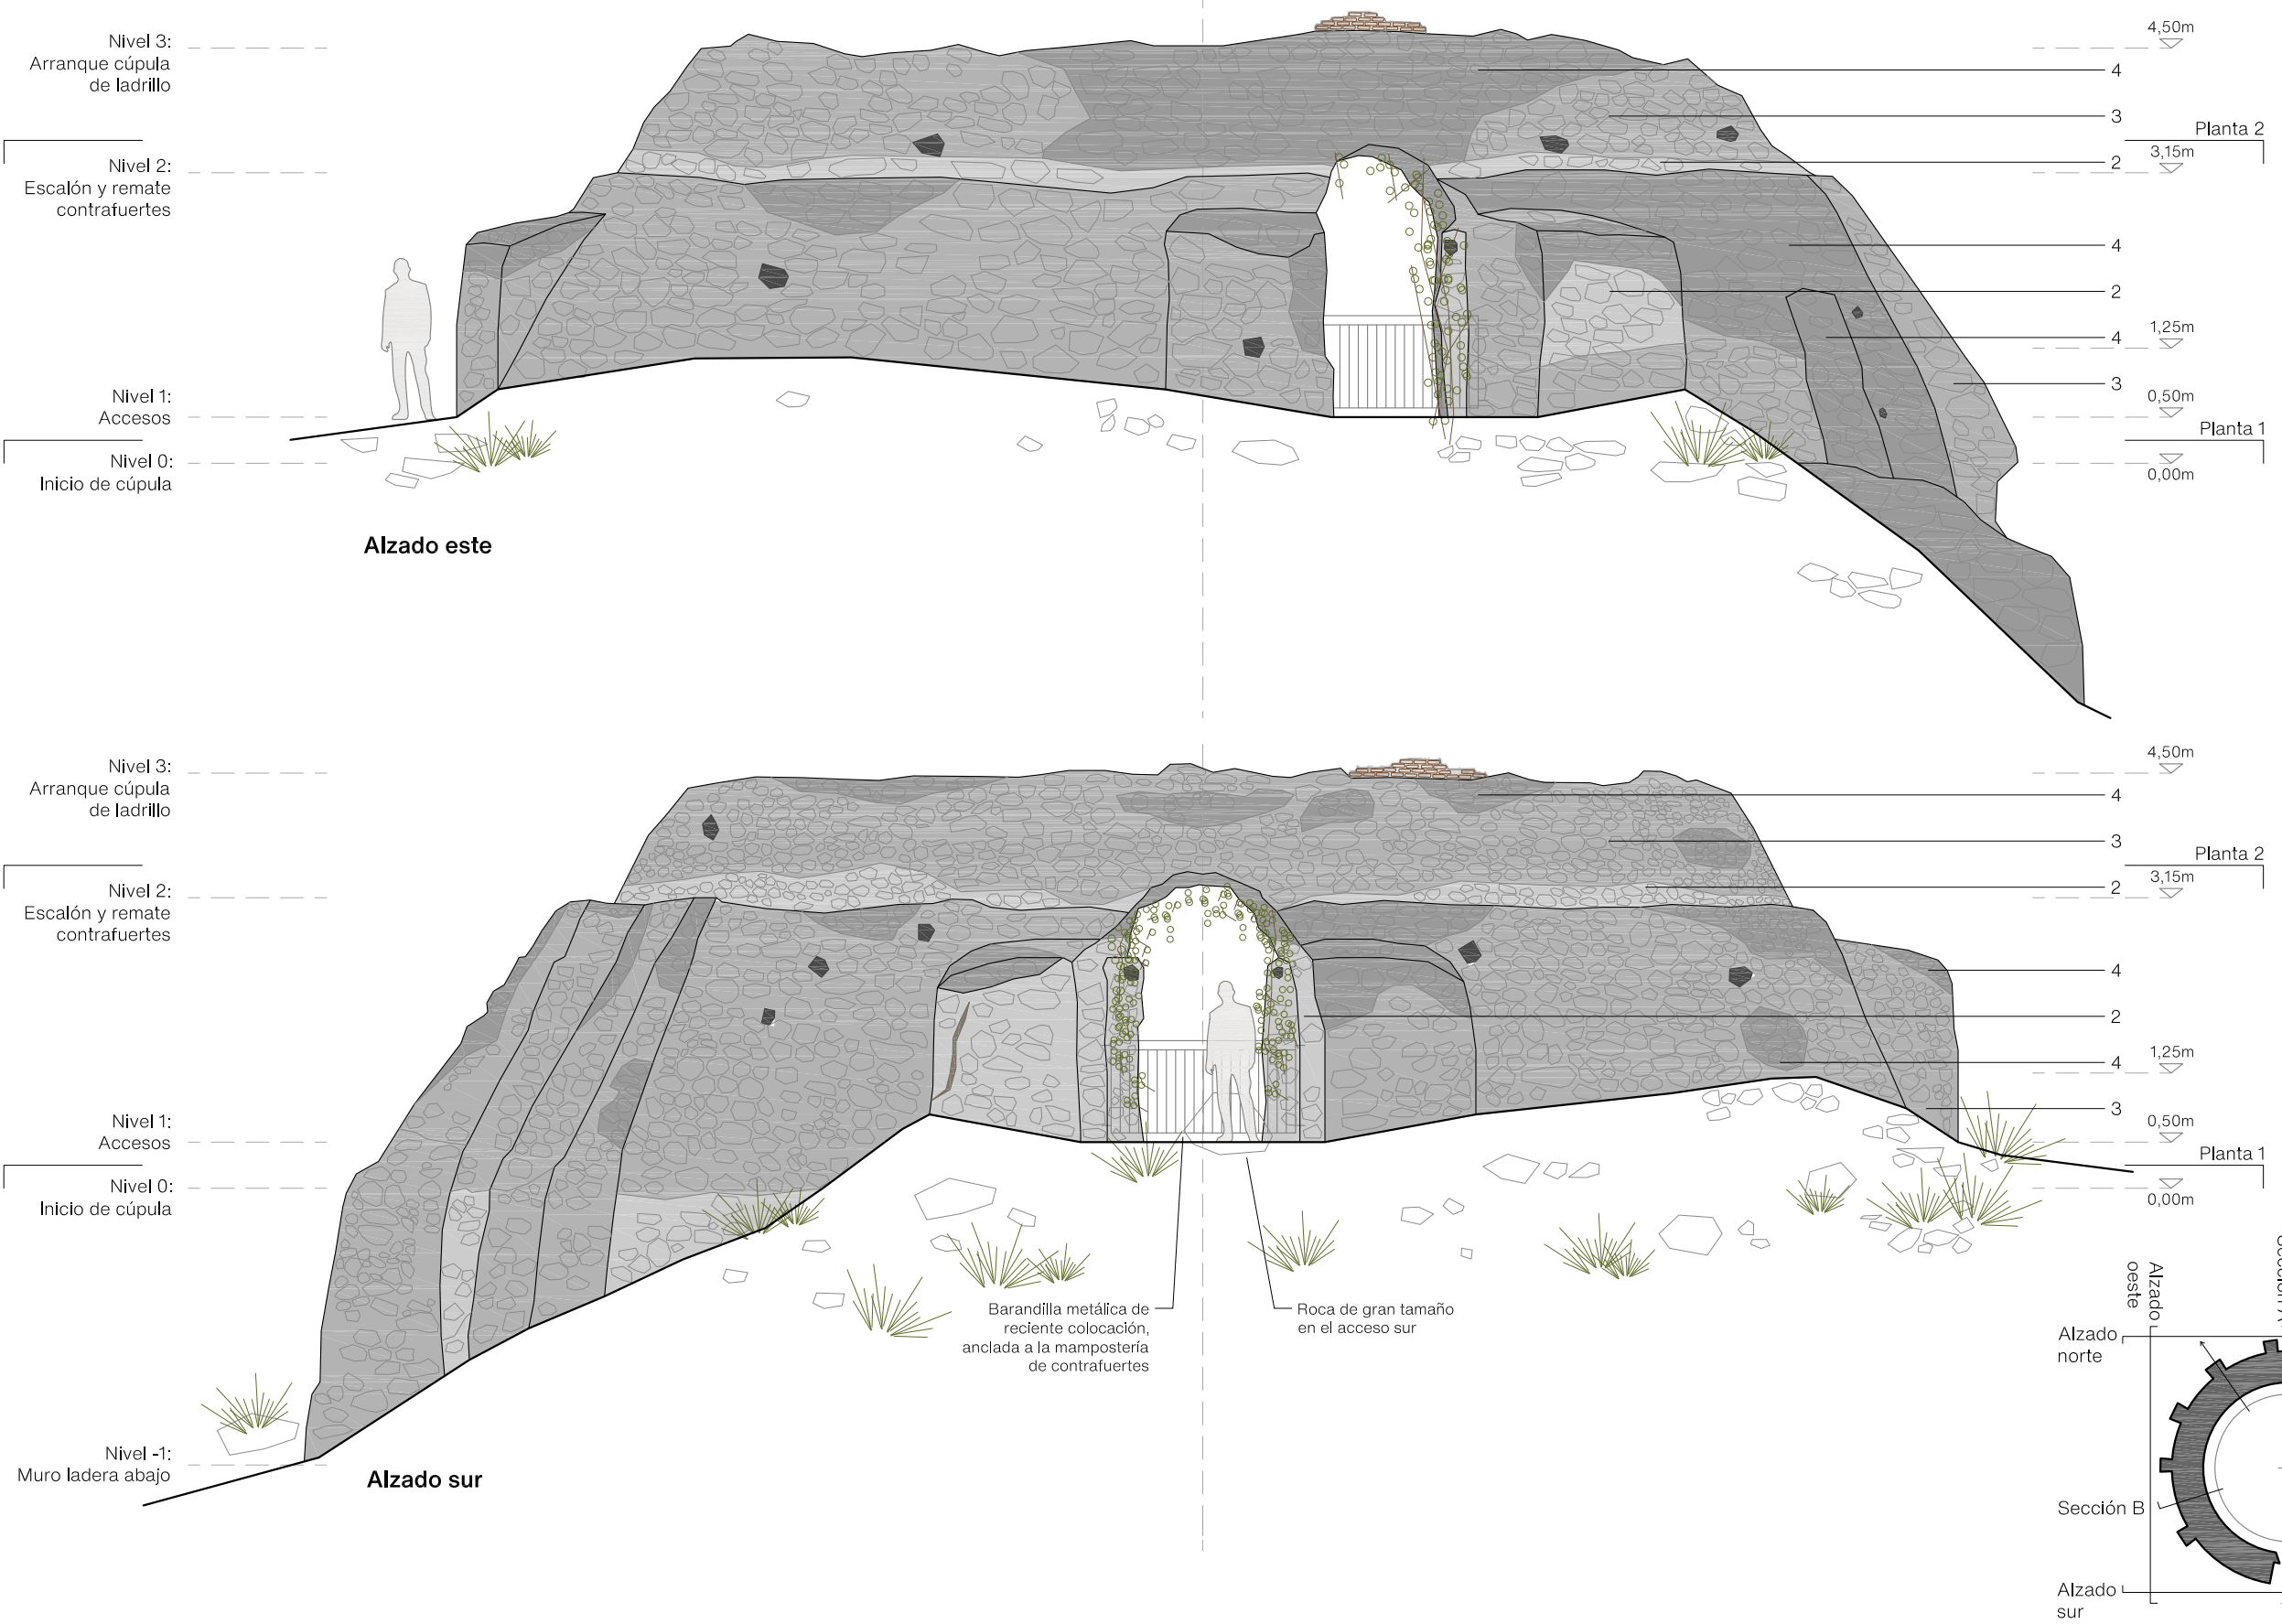 Nivel 3:
Arranque cúpula
de ladrillo
Nivel 2:
Escalón y remate
contrafuertes
Nivel 1:
Accesos
Nivel 0:
Inicio de cúpula
4,50m
4
3
Planta 2
3,15m
2
4
2
1,25m
4
3
0,50m
Planta 1
0,00m
Alzado este
Nivel 3:
Arranque cúpula
de ladrillo
Nivel 2:
Escalón y remate
contrafuertes
Nivel 1:
Accesos
Nivel 0:
Inicio de cúpula
Nivel -1:
Muro ladera abajo
4,50m
4
3
Planta 2
3,15m
2
4
2
1,25m
4
3
0,50m
Planta 1
0,00m
Barandilla metálica de
reciente colocación,
anclada a la mampostería
de contrafuertes
Roca de gran tamaño
en el acceso sur
Alzado sur
Alzado
oeste
Alzado
norte
Sección B
Alzado
sur